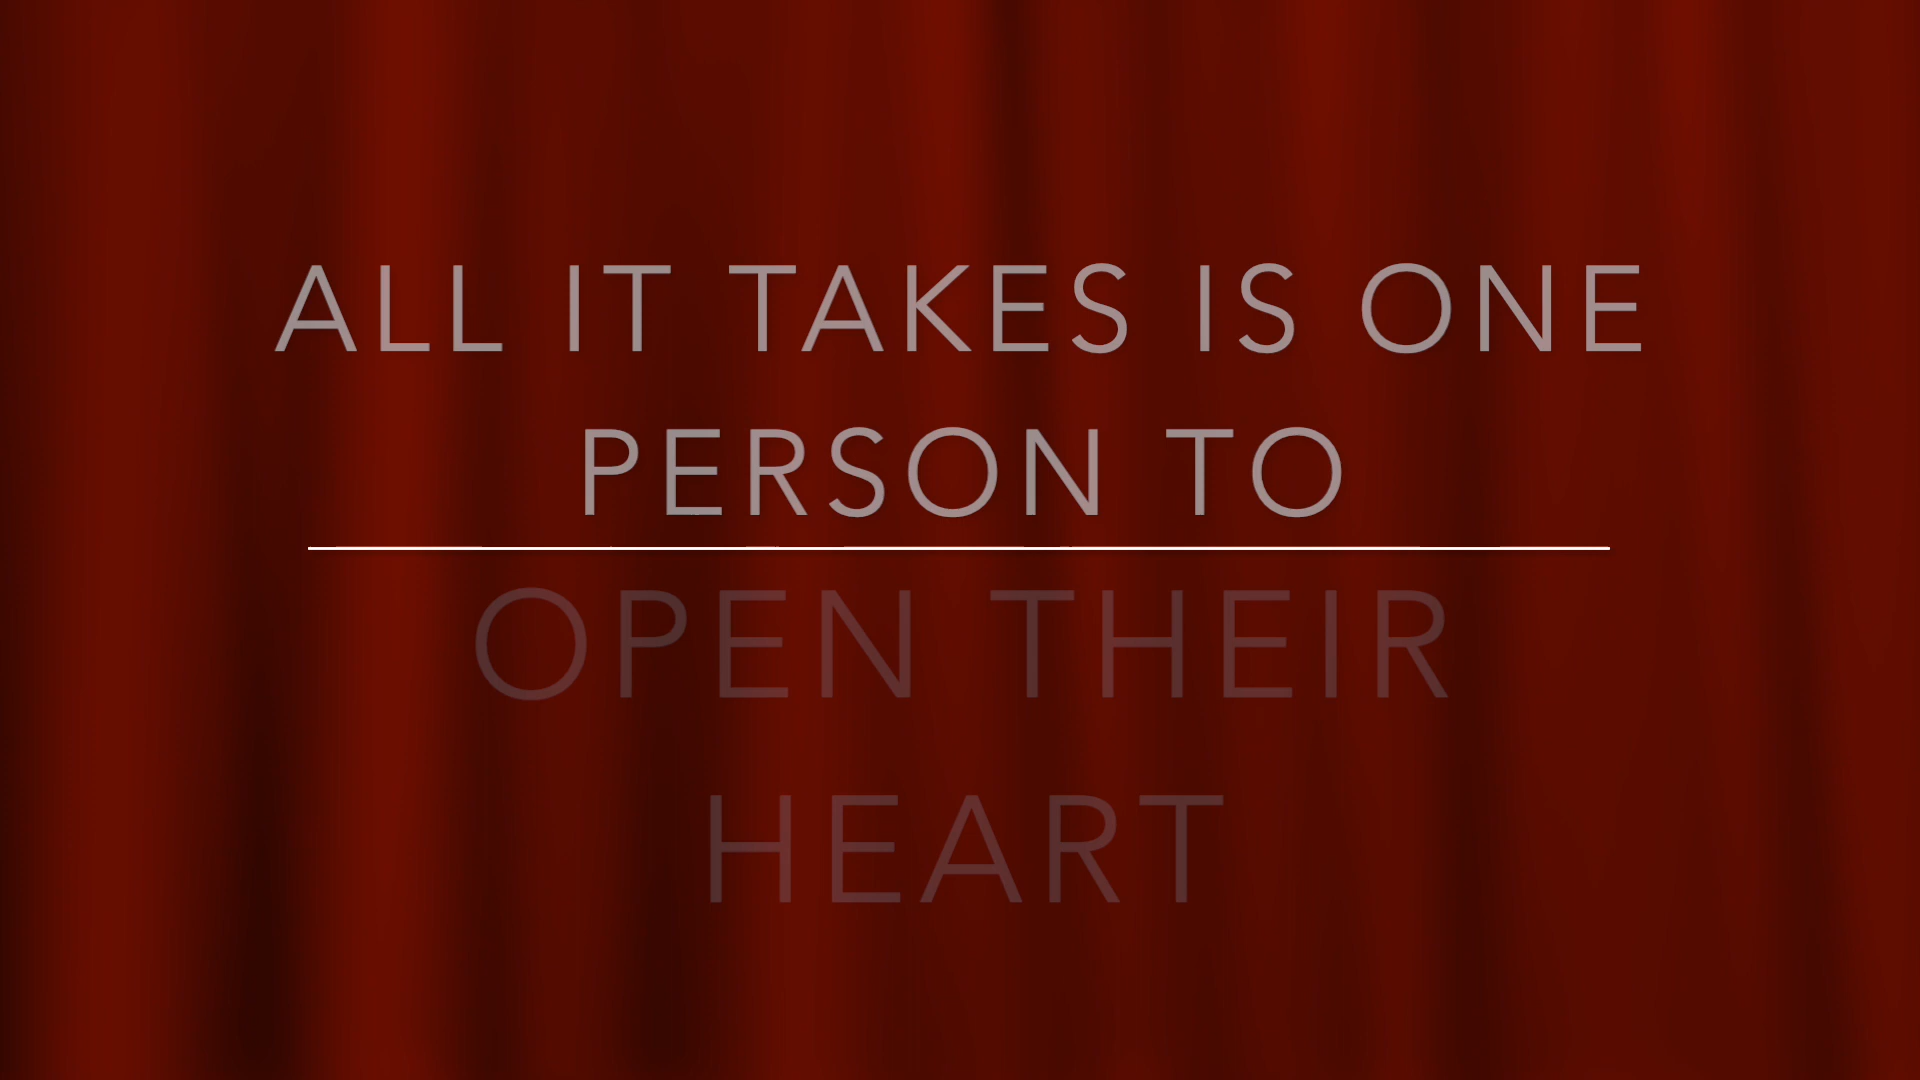 ALL IT TAKES IS ONE
PERSON TO
OPEN THEIR
HEART